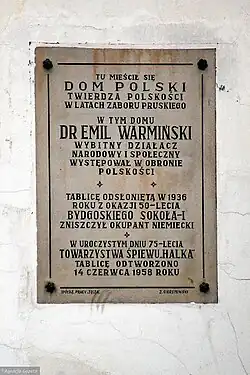 TU MIEŚCIŁ SIĘ
DOM POLSKI
TWIERDZA POLSKOŚCI
W LATACH ZABORU PRUSKIEGO
W TYM DOMU
DR EMIL WARMIŃSKI
WYBITNY DZIAŁACZ
NARODOWY I SPOŁECZNY
WYSTĘPOWAŁ W OBRONIE
POLSKOŚCI
TABLICĘ ODSŁONIĘTĄ W 1936
ROKU Z OKAZJI 50-LECIA
BYDGOSKIEGO SOKOŁA-I
ZNISZCZYŁ OKUPANT NIEMIECKI
W UROCZYSTYM DNIU 75-LECIA
TOWARZYSTWA ŚPIEWU „HALKA”
TABLICĘ ODTWORZONO
14 CZERWCA 1958 ROKU